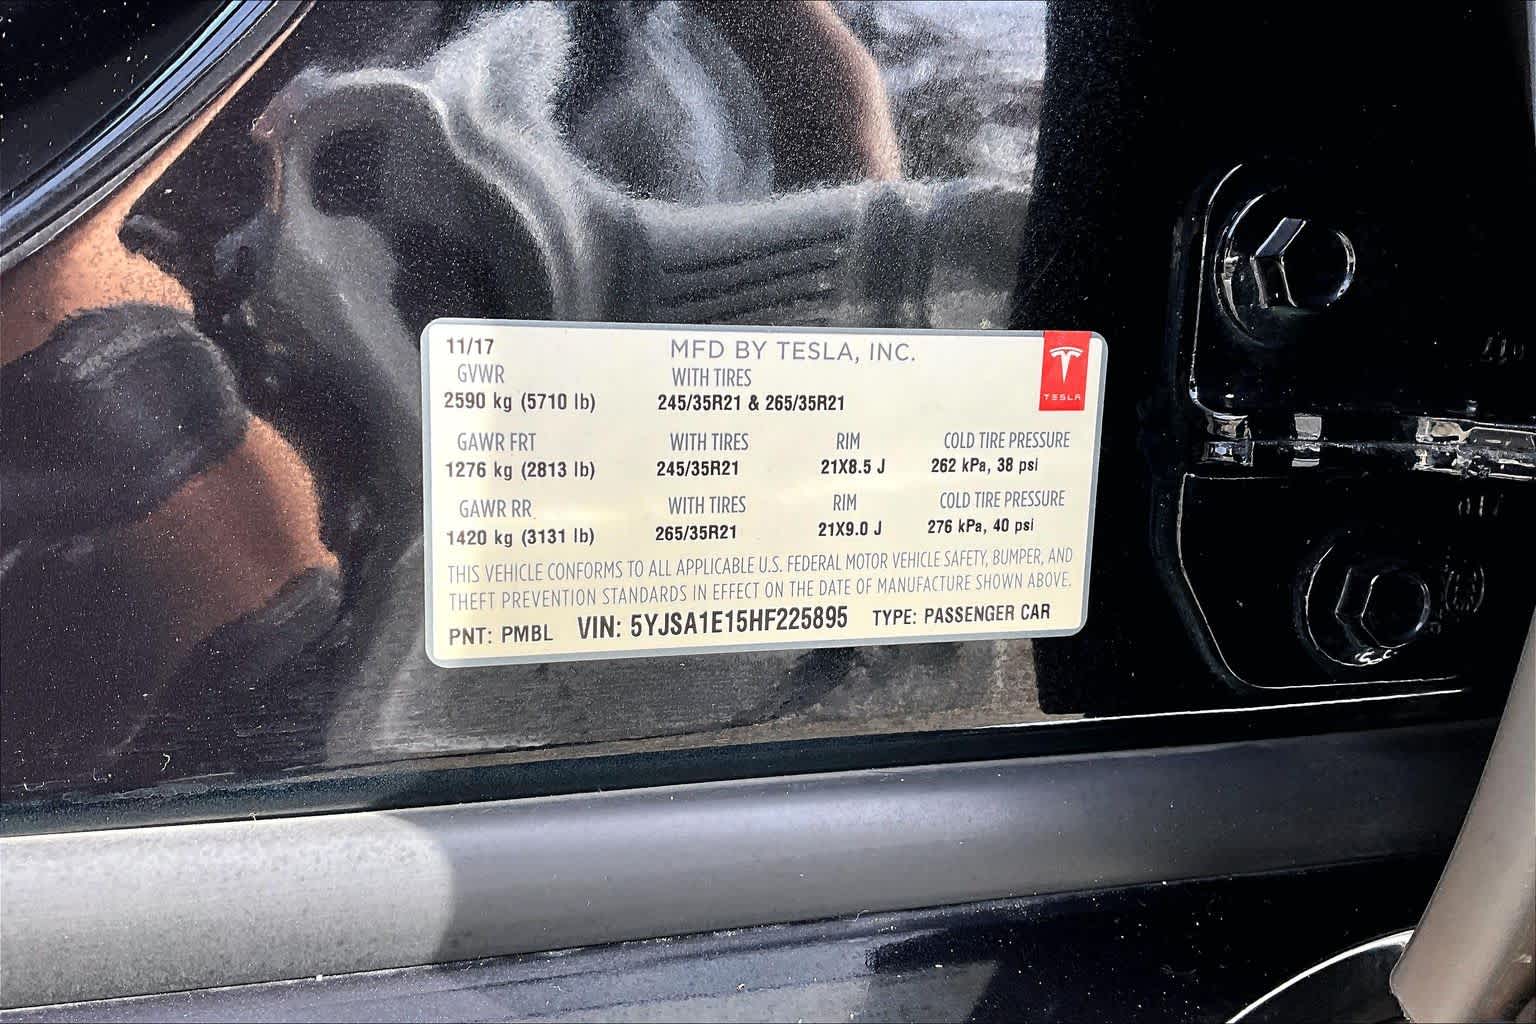 11/17 MFD BY TESLA, INC.
GVWR WITH TIRES
2590 kg (5710 lb) 245/35R21 & 265/35R21
TESLA
GAWR FRT WITH TIRES RIM COLD TIRE PRESSURE
1276 kg (2813 lb) 245/35R21 21X8.5 J 262 kPa, 38 psi
GAWR RR WITH TIRES RIM COLD TIRE PRESSURE
1420 kg (3131 lb) 265/35R21 21X9.0 J 276 kPa, 40 psi
THIS VEHICLE CONFORMS TO ALL APPLICABLE U.S. FEDERAL MOTOR VEHICLE SAFETY, BUMPER, AND
THEFT PREVENTION STANDARDS IN EFFECT ON THE DATE OF MANUFACTURE SHOWN ABOVE.
PNT: PMBL VIN: 5YJSA1E15HF225895 TYPE: PASSENGER CAR